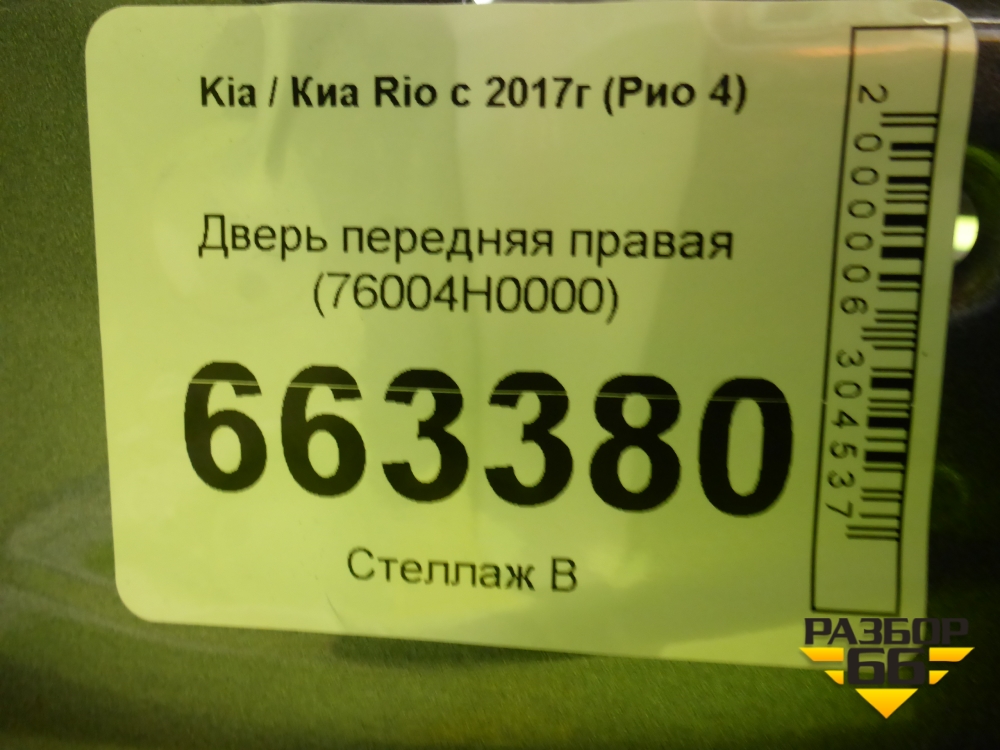 Kia / Киа Rio с 2017г (Рио 4)
Дверь передняя правая
(76004H0000)
663380
Стеллаж В
2000006304537
РАЗБОР
66